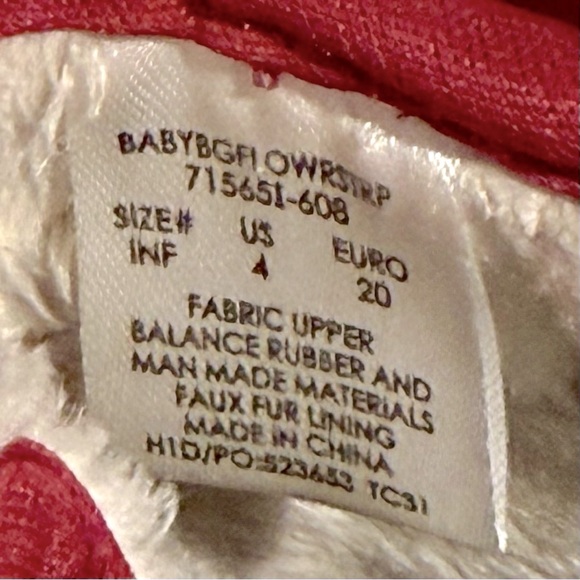 BABYBGFLOWRSTRP
715651-608
SIZE# US EURO
INF 4 20
FABRIC UPPER
BALANCE RUBBER AND
MAN MADE MATERIALS
FAUX FUR LINING
MADE IN CHINA
H1D/PO:523653 TC31